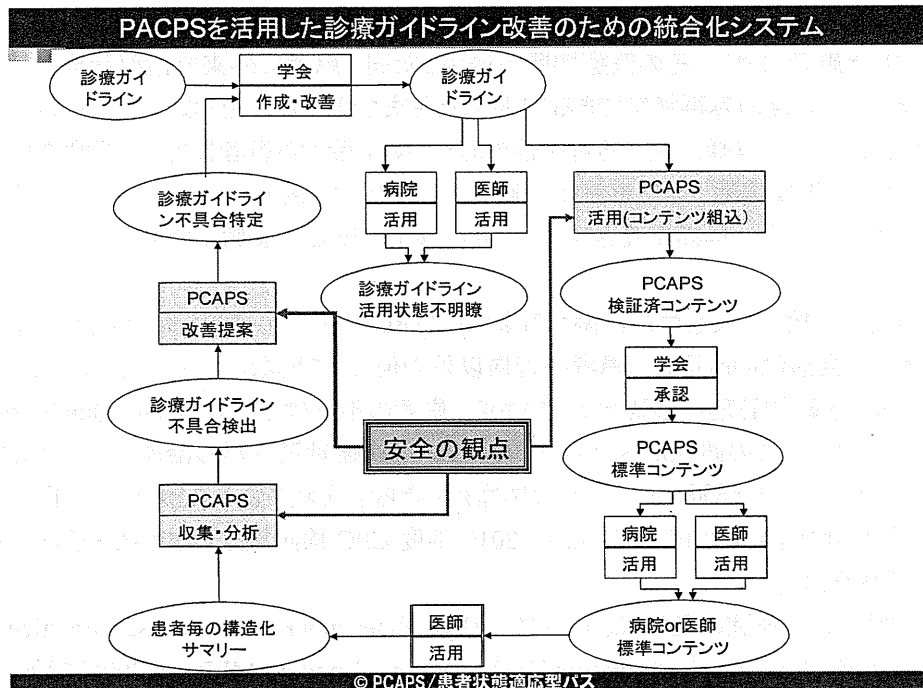 PACPSを活用した診療ガイドライン改善のための統合化システム
診療ガイ
ドライン
学会
作成・改善
診療ガイ
ドライン
病院
活用
医師
活用
PCAPS
活用(コンテンツ組込)
診療ガイドライ
ン不具合特定
診療ガイドライン
活用状態不明瞭
PCAPS
検証済コンテンツ
PCAPS
改善提案
学会
承認
診療ガイドライン
不具合検出
安全の観点
PCAPS
標準コンテンツ
PCAPS
収集・分析
病院
活用
医師
活用
患者毎の構造化
サマリー
医師
活用
病院or医師
標準コンテンツ
© PCAPS/患者状態適応型パス